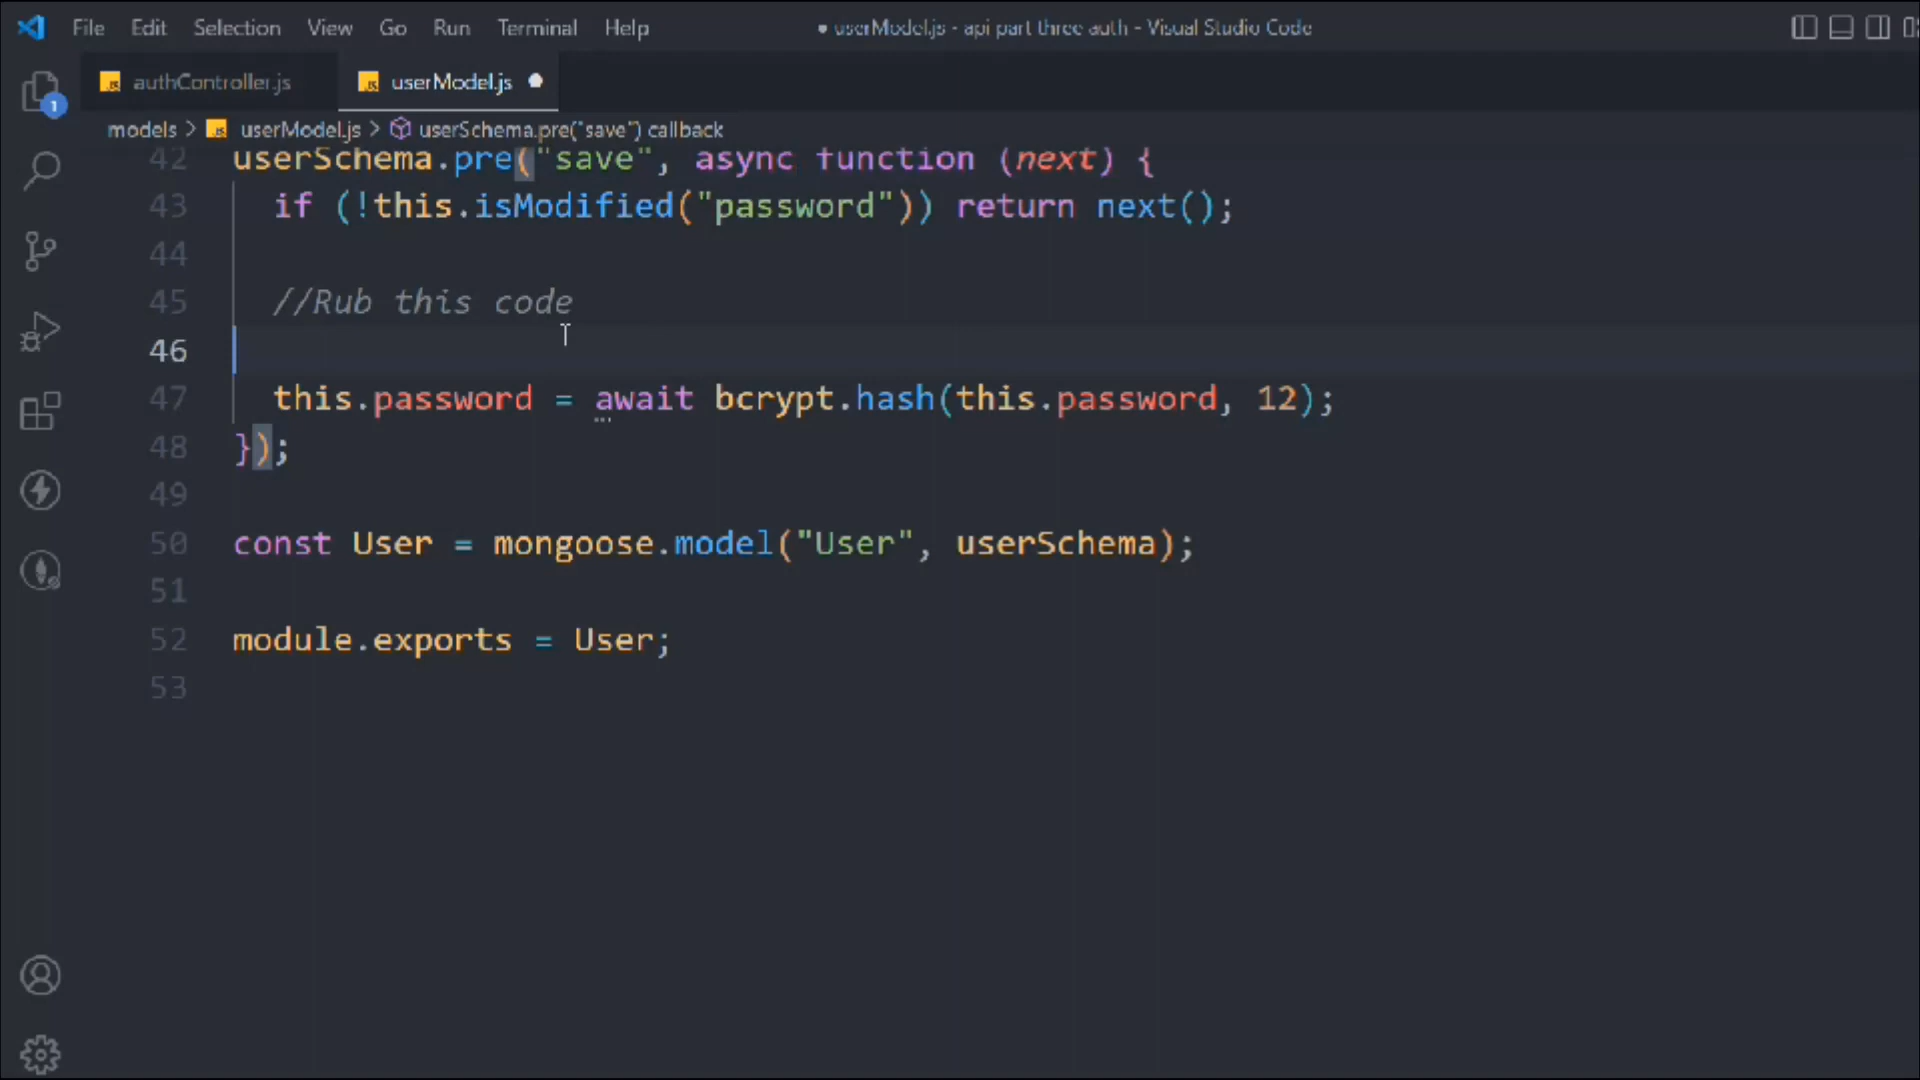 File Edit Selection View Go Run Terminal Help ● userModel.js - api part three auth - Visual Studio Code
authController.js userModel.js
1
models > userModel.js > userSchema.pre("save") callback
42 userSchema.pre("save", async function (next) {
43 if (!this.isModified("password")) return next();
44
45 //Rub this code
46
47 this.password = await bcrypt.hash(this.password, 12);
48 });
49
50 const User = mongoose.model("User", userSchema);
51
52 module.exports = User;
53